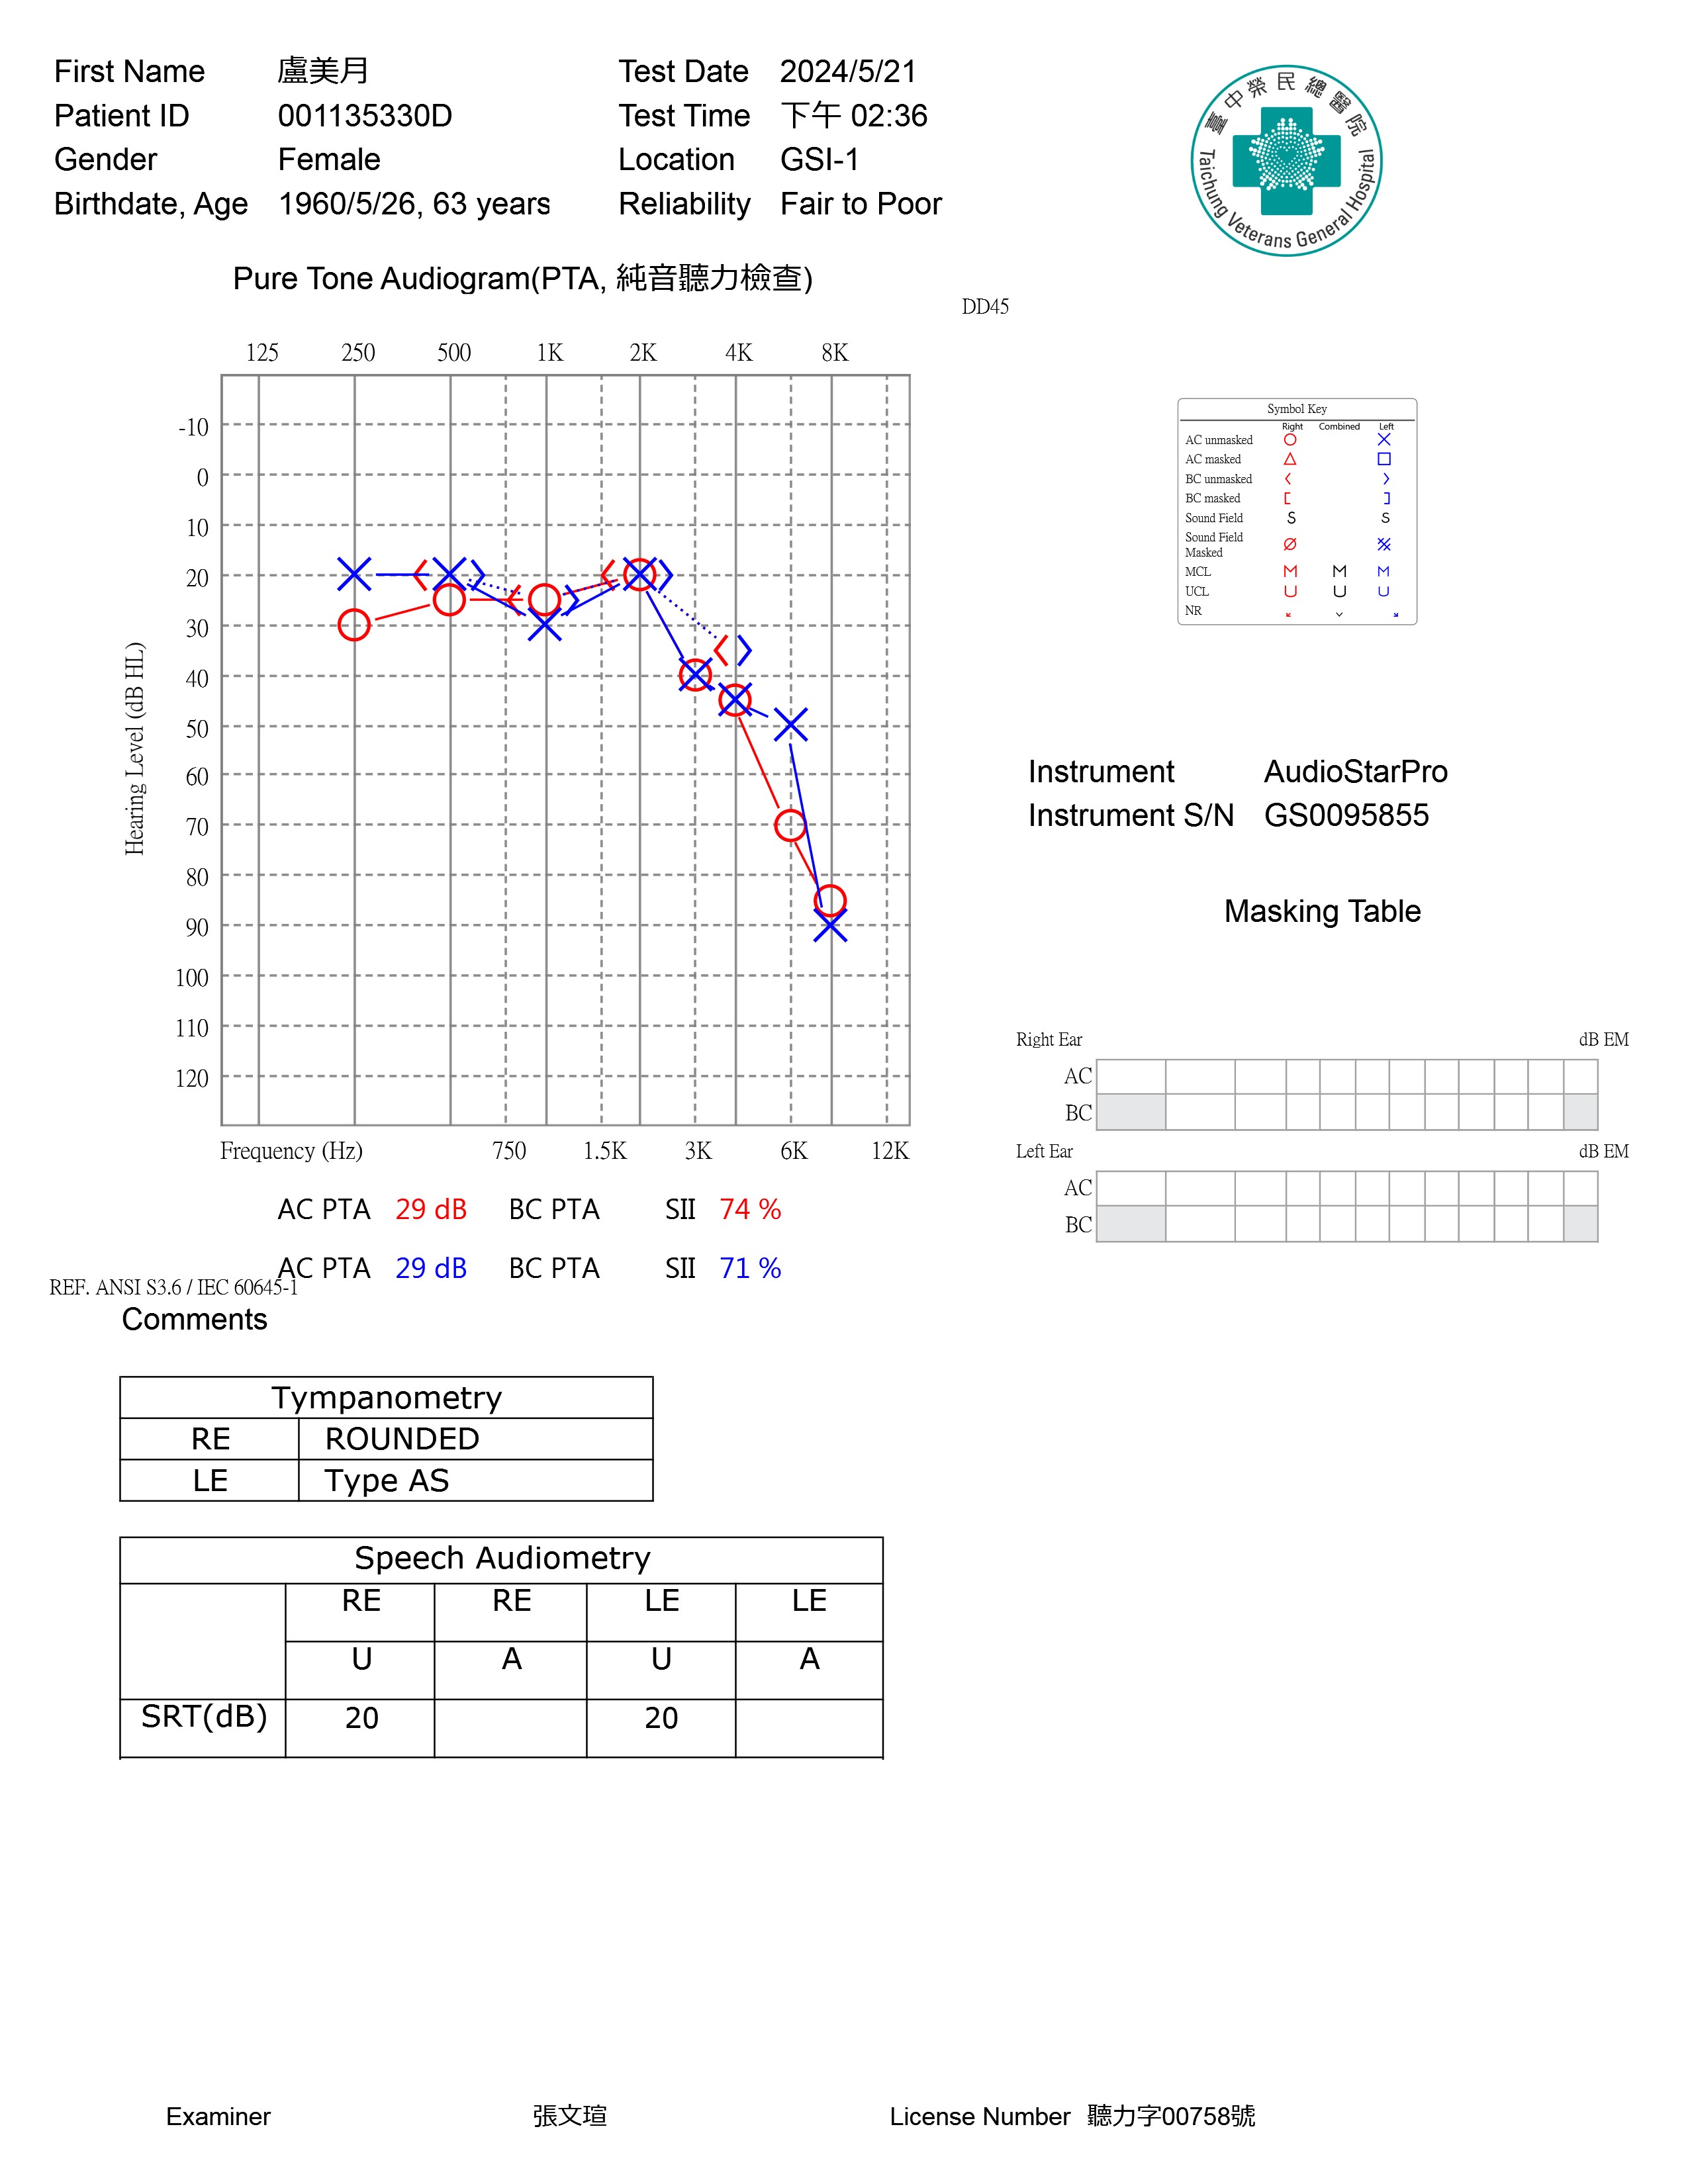 First Name 盧美月 Test Date 2024/5/21
Patient ID 001135330D Test Time 下午 02:36
Gender Female Location GSI-1
Birthdate, Age 1960/5/26, 63 years Reliability Fair to Poor
臺中榮民總醫院
Taichung Veterans General Hospital
Pure Tone Audiogram(PTA, 純音聽力檢查)
DD45
125 250 500 1K 2K 4K 8K
-10
0
10
20
30
40
50
60
70
80
90
100
110
120
Hearing Level (dB HL)
Frequency (Hz) 750 1.5K 3K 6K 12K
Symbol Key
Right Combined Left
AC unmasked
AC masked
BC unmasked
BC masked
Sound Field S S
Sound Field
Masked
MCL M M M
UCL U U U
NR
Instrument AudioStarPro
Instrument S/N GS0095855
Masking Table
Right Ear dB EM
AC
BC
Left Ear dB EM
AC
BC
AC PTA 29 dB BC PTA SII 74 %
AC PTA 29 dB BC PTA SII 71 %
REF. ANSI S3.6 / IEC 60645-1
Comments
Tympanometry
RE ROUNDED
LE Type AS
Speech Audiometry
RE RE LE LE
U A U A
SRT(dB) 20 20
Examiner 張文瑄 License Number 聽力字00758號